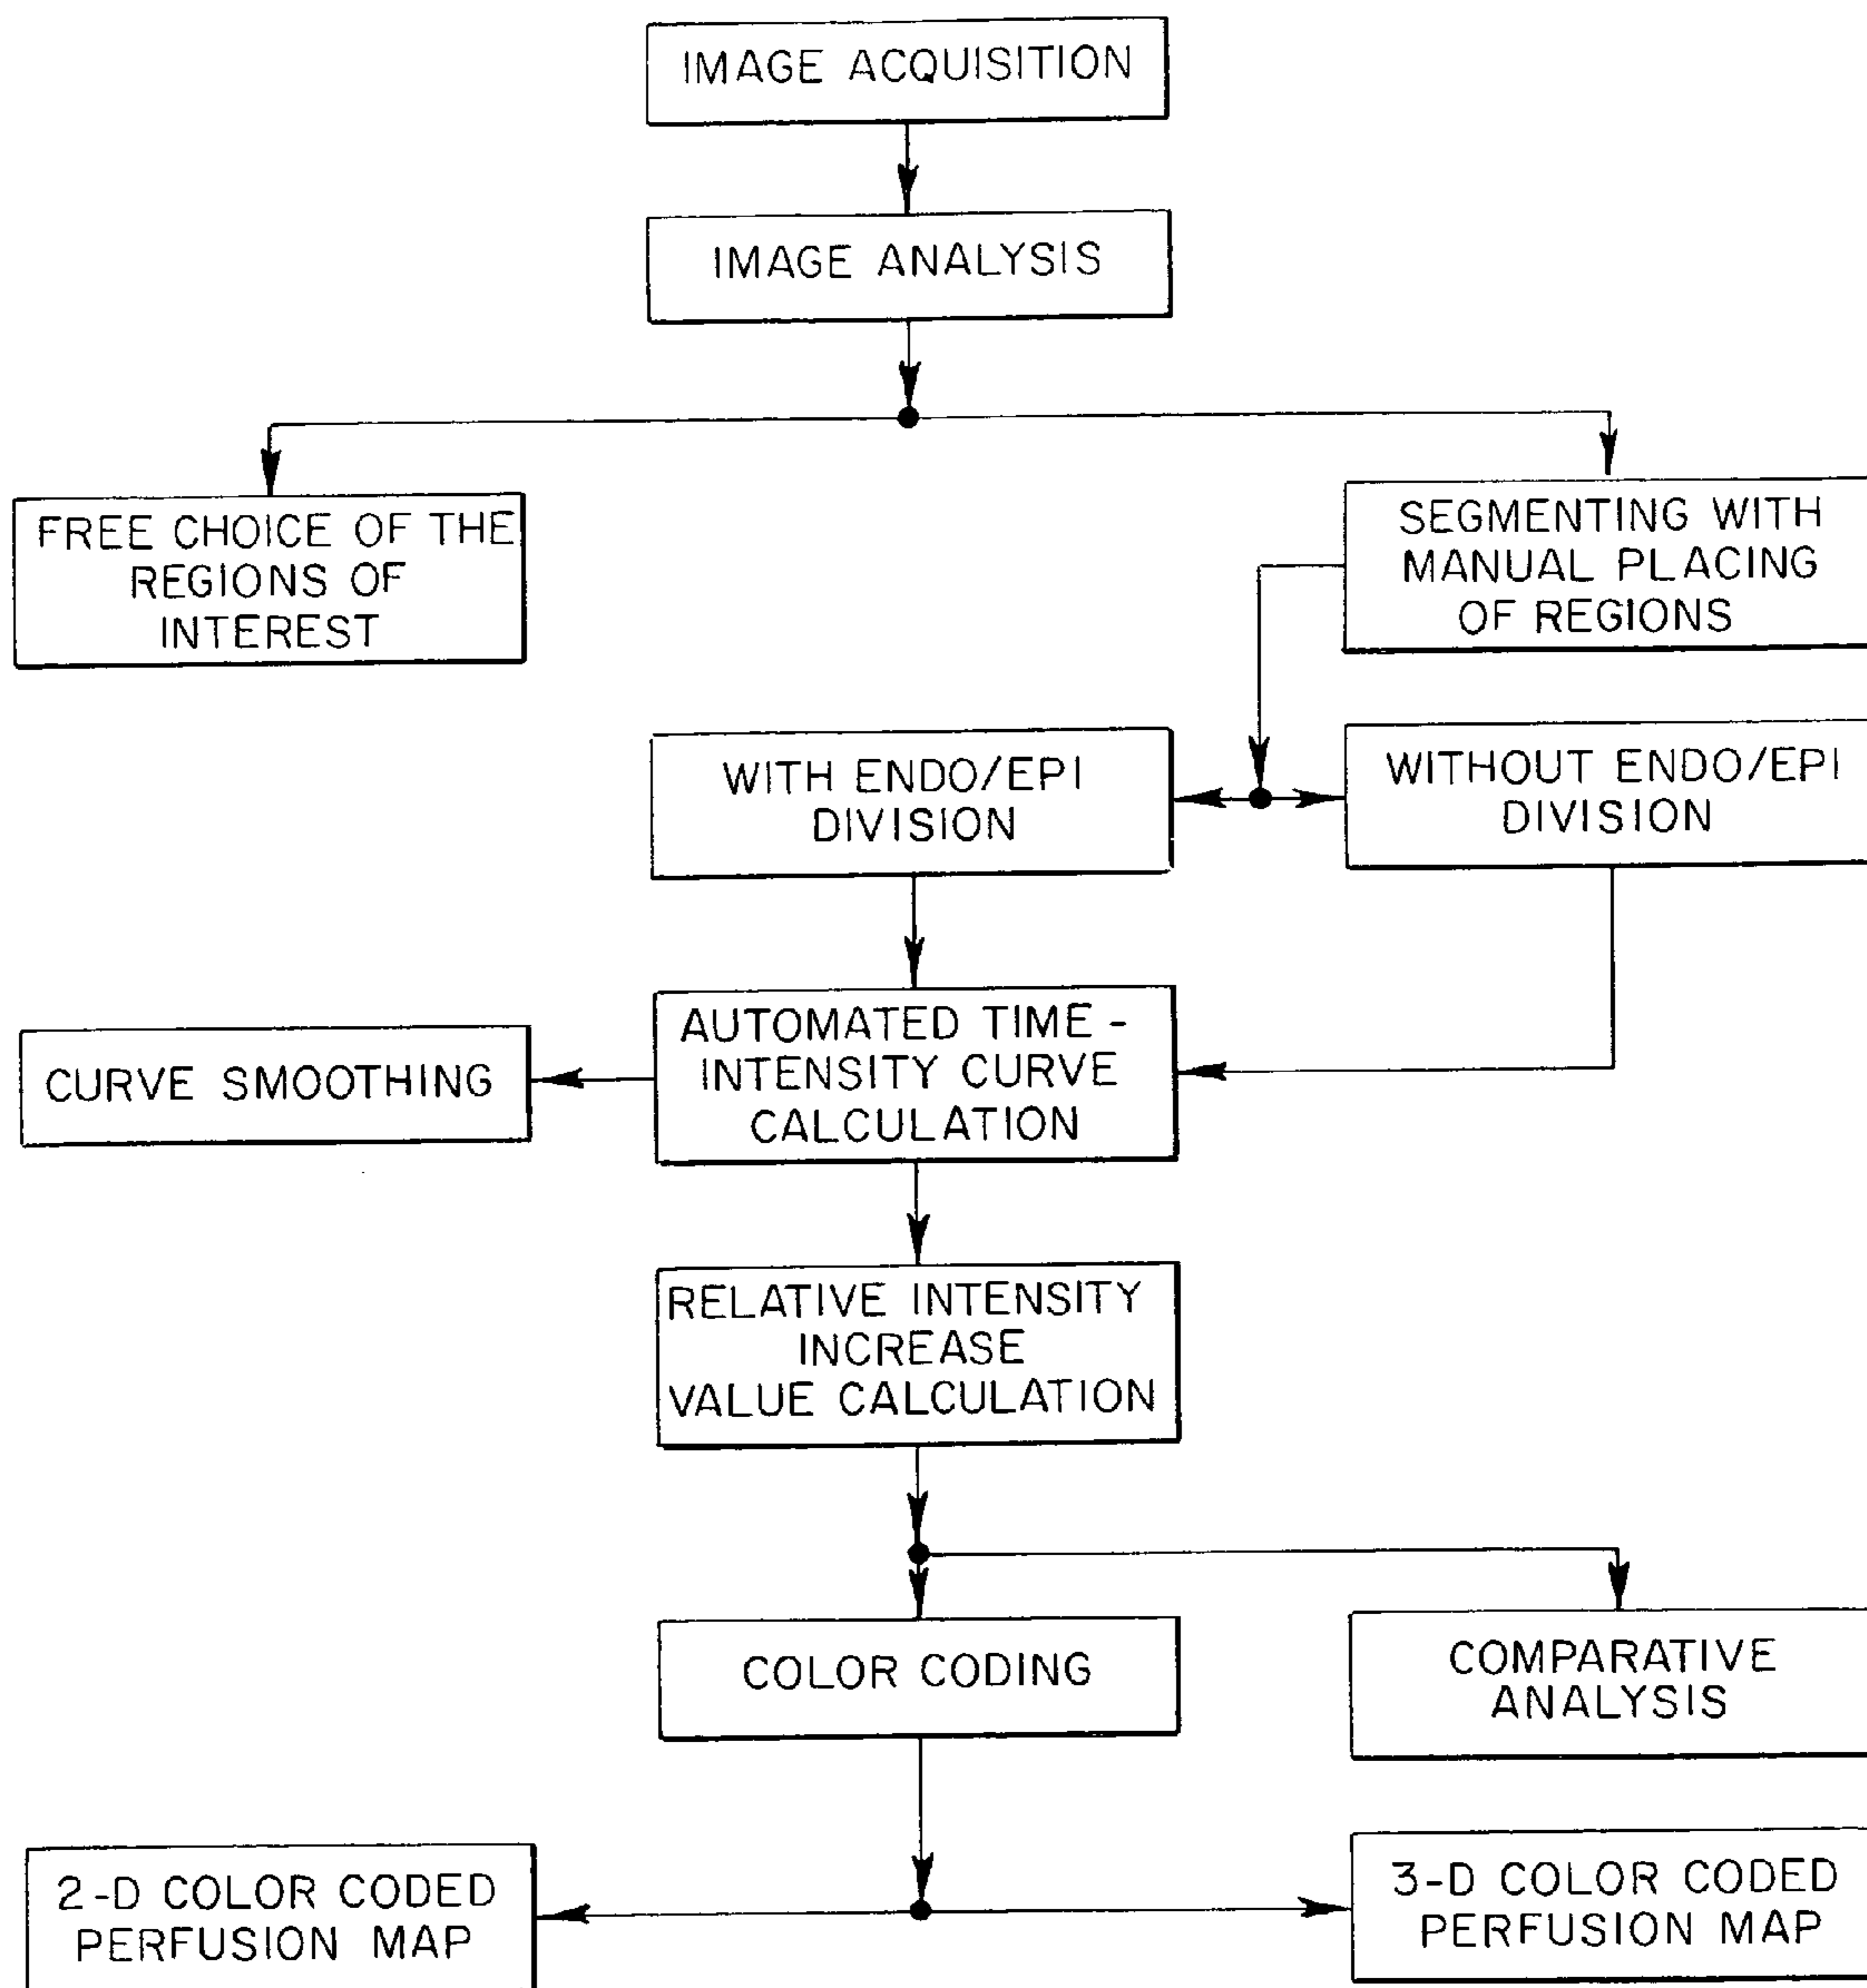 IMAGE ACQUISITION
IMAGE ANALYSIS
FREE CHOICE OF THE
REGIONS OF
INTEREST
SEGMENTING WITH
MANUAL PLACING
OF REGIONS
WITH ENDO/EPI
DIVISION
WITHOUT ENDO/EPI
DIVISION
CURVE SMOOTHING
AUTOMATED TIME -
INTENSITY CURVE
CALCULATION
RELATIVE INTENSITY
INCREASE
VALUE CALCULATION
COLOR CODING
COMPARATIVE
ANALYSIS
2-D COLOR CODED
PERFUSION MAP
3-D COLOR CODED
PERFUSION MAP